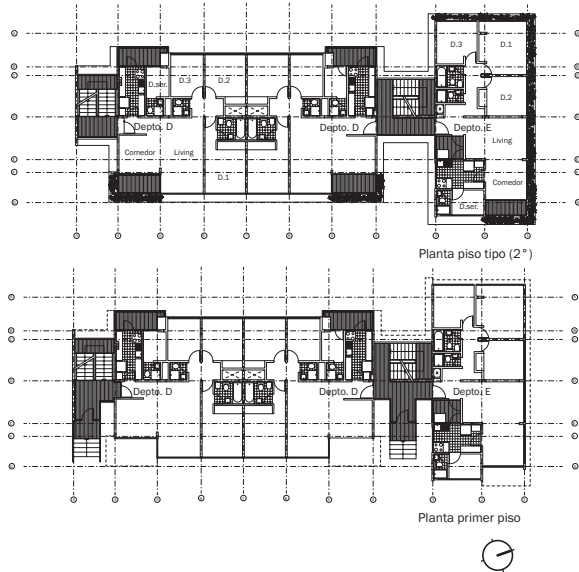 D.3
D.1
D.ser.
D.3
D.2
D.2
Depto. D
Depto. D
Depto. E
Comedor
Living
Living
D.1
Comedor
D.ser.
Planta piso tipo (2°)
Depto. D
Depto. D
Depto. E
Planta primer piso